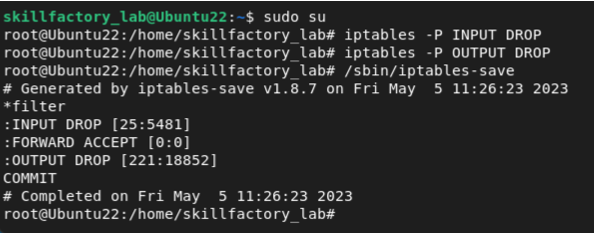 skillfactory_lab@Ubuntu22:~$ sudo su
root@Ubuntu22:/home/skillfactory_lab# iptables -P INPUT DROP
root@Ubuntu22:/home/skillfactory_lab# iptables -P OUTPUT DROP
root@Ubuntu22:/home/skillfactory_lab# /sbin/iptables-save
# Generated by iptables-save v1.8.7 on Fri May  5 11:26:23 2023
*filter
:INPUT DROP [25:5481]
:FORWARD ACCEPT [0:0]
:OUTPUT DROP [221:18852]
COMMIT
# Completed on Fri May  5 11:26:23 2023
root@Ubuntu22:/home/skillfactory_lab#